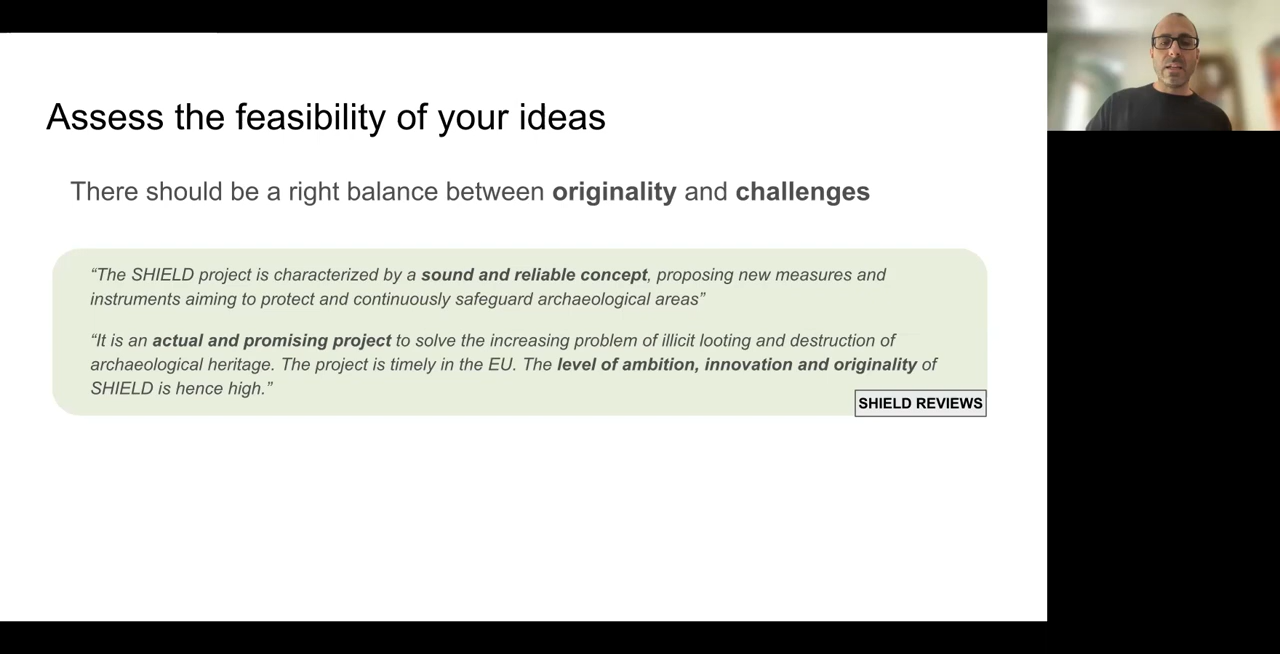 Assess the feasibility of your ideas
There should be a right balance between originality and challenges
“The SHIELD project is characterized by a sound and reliable concept, proposing new measures and
instruments aiming to protect and continuously safeguard archaeological areas”
“It is an actual and promising project to solve the increasing problem of illicit looting and destruction of
archaeological heritage. The project is timely in the EU. The level of ambition, innovation and originality of
SHIELD is hence high.”
SHIELD REVIEWS